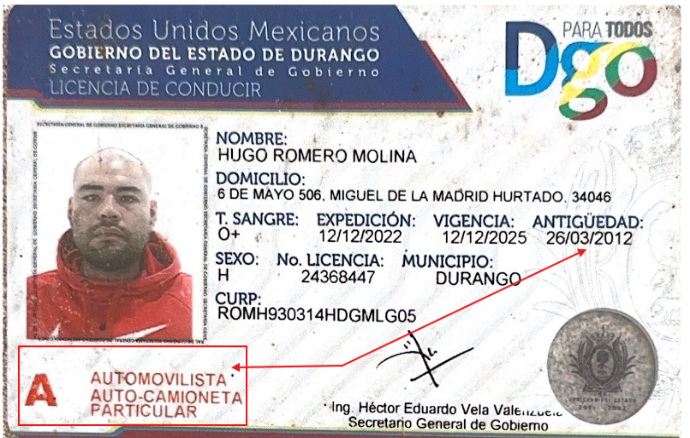 Estados Unidos Mexicanos
GOBIERNO DEL ESTADO DE DURANGO
Secretaría General de Gobierno
LICENCIA DE CONDUCIR
PARA TODOS
Dgo
NOMBRE:
HUGO ROMERO MOLINA
DOMICILIO:
6 DE MAYO 506, MIGUEL DE LA MADRID HURTADO. 34046
T. SANGRE: EXPEDICIÓN: VIGENCIA: ANTIGÜEDAD:
O+ 12/12/2022 12/12/2025 26/03/2012
SEXO: No. LICENCIA: MUNICIPIO:
H 24368447 DURANGO
CURP:
ROMH930314HDGMLG05
A
AUTOMOVILISTA
AUTO-CAMIONETA
PARTICULAR
Ing. Héctor Eduardo Vela Valenzuela
Secretario General de Gobierno